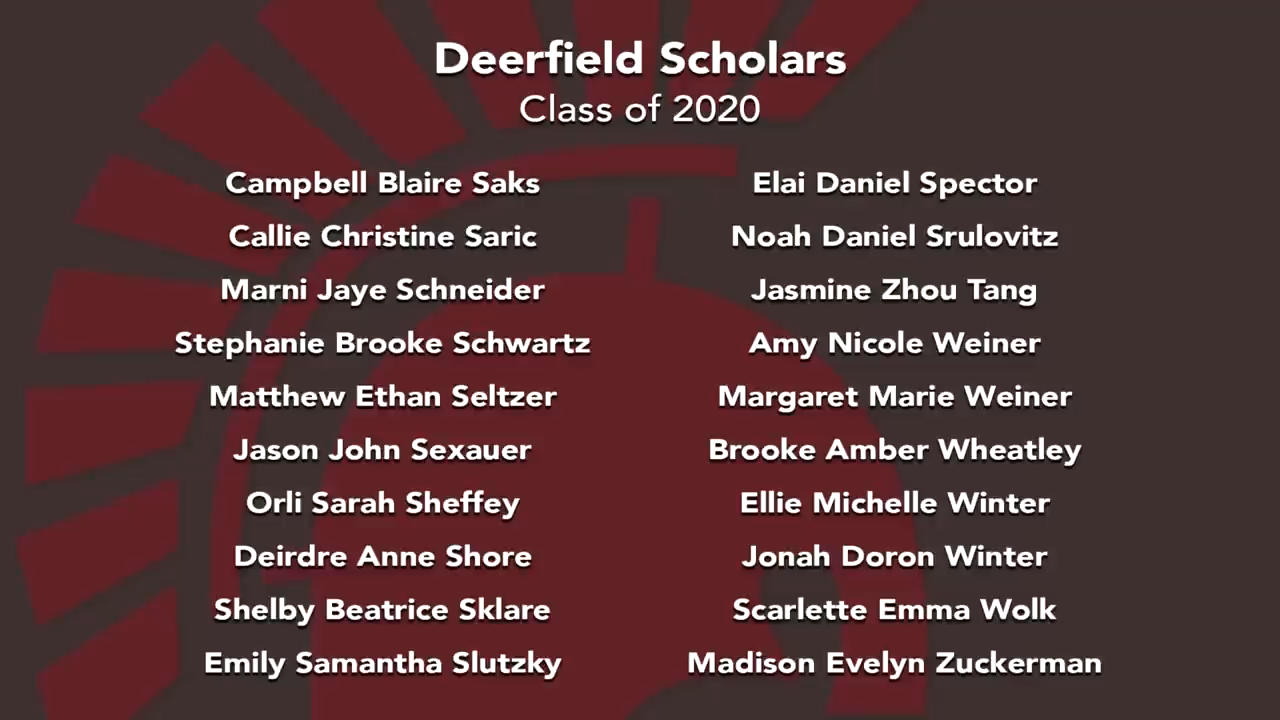 Deerfield Scholars
Class of 2020
Campbell Blaire Saks
Callie Christine Saric
Marni Jaye Schneider
Stephanie Brooke Schwartz
Matthew Ethan Seltzer
Jason John Sexauer
Orli Sarah Sheffey
Deirdre Anne Shore
Shelby Beatrice Sklare
Emily Samantha Slutzky
Elai Daniel Spector
Noah Daniel Srulovitz
Jasmine Zhou Tang
Amy Nicole Weiner
Margaret Marie Weiner
Brooke Amber Wheatley
Ellie Michelle Winter
Jonah Doron Winter
Scarlette Emma Wolk
Madison Evelyn Zuckerman